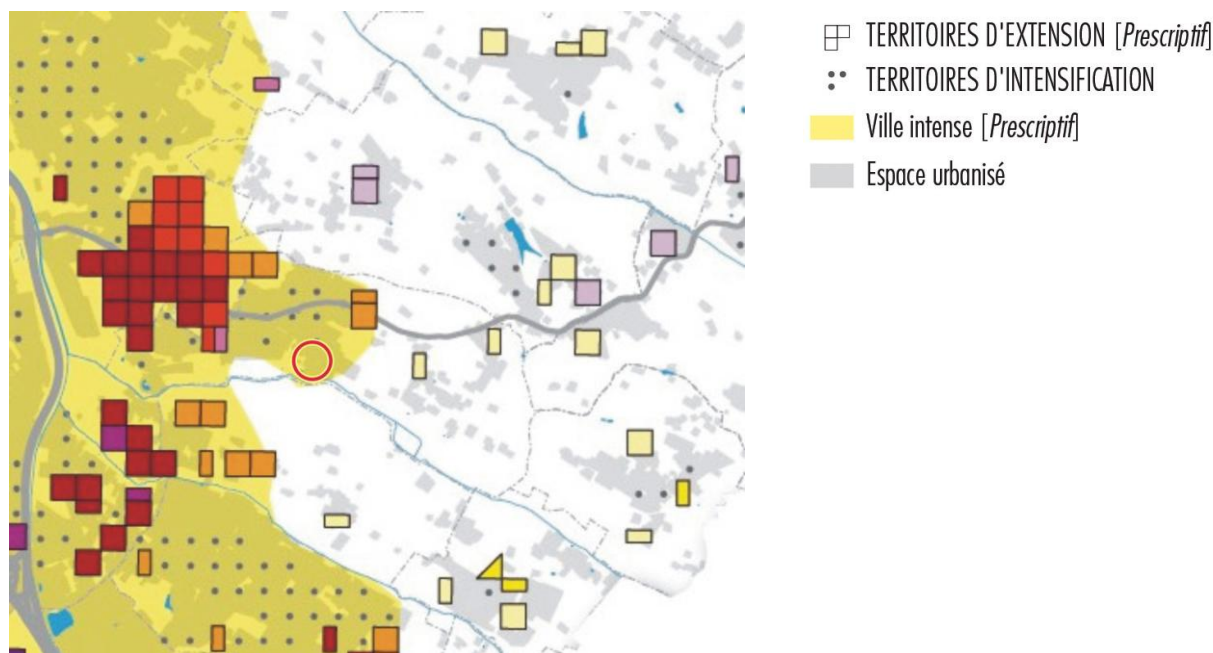 TERRITOIRES D'EXTENSION [Prescriptif]
TERRITOIRES D'INTENSIFICATION
Ville intense [Prescriptif]
Espace urbanisé